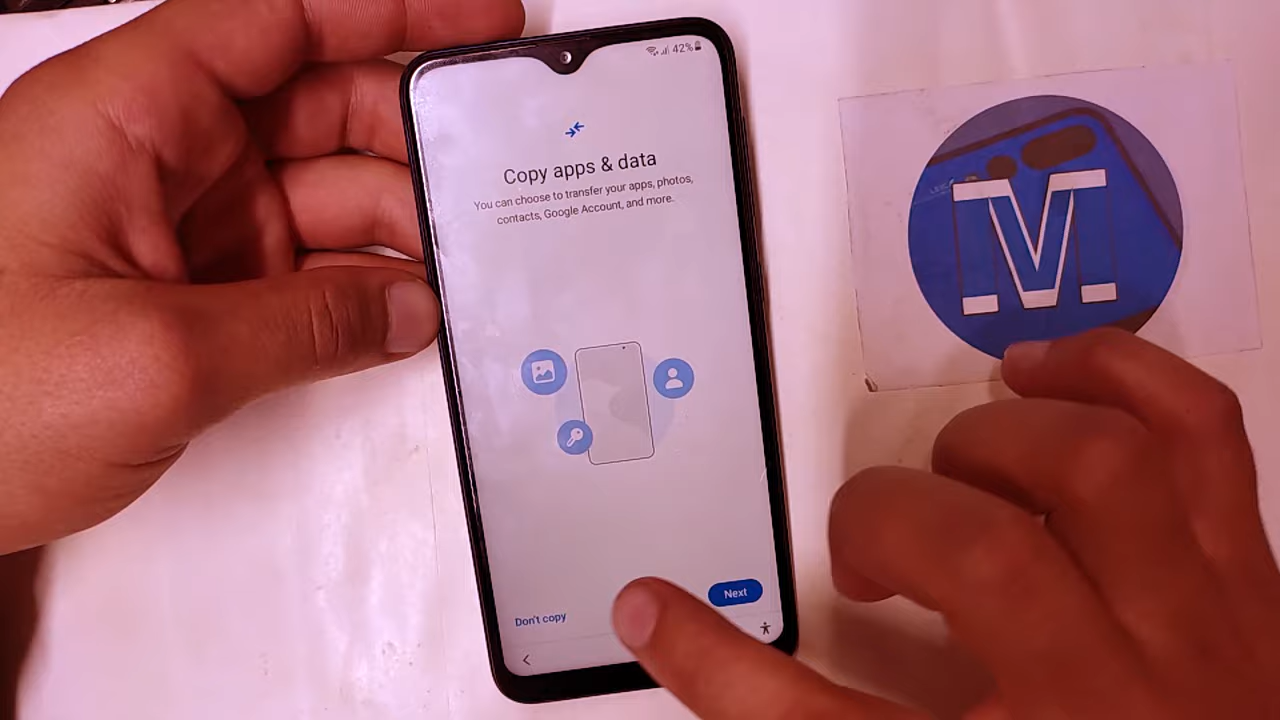 42%
Copy apps & data
You can choose to transfer your apps, photos,
contacts, Google Account, and more.
Next
Don't copy
M